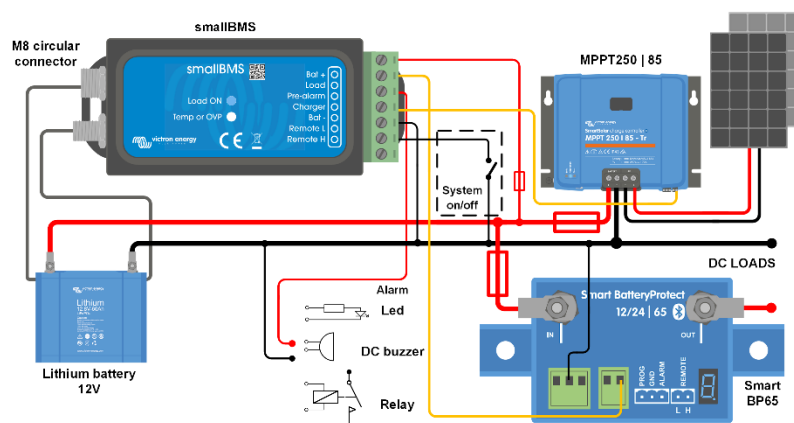 smallBMS
M8 circular
connector
smallBMS
Load ON
Temp or OVP
victron energy
Bat +
Load
Pre-alarm
Charger
Bat -
Remote L
Remote H
MPPT250 | 85
SmartSolar charge controller
MPPT 250 | 85 - Tr
System
on/off
DC LOADS
Lithium
Lithium battery
12V
Alarm
Led
DC buzzer
Relay
Smart BatteryProtect
12/24 | 65
IN
OUT
PROG
GND
ALARM
REMOTE
L H
Smart
BP65